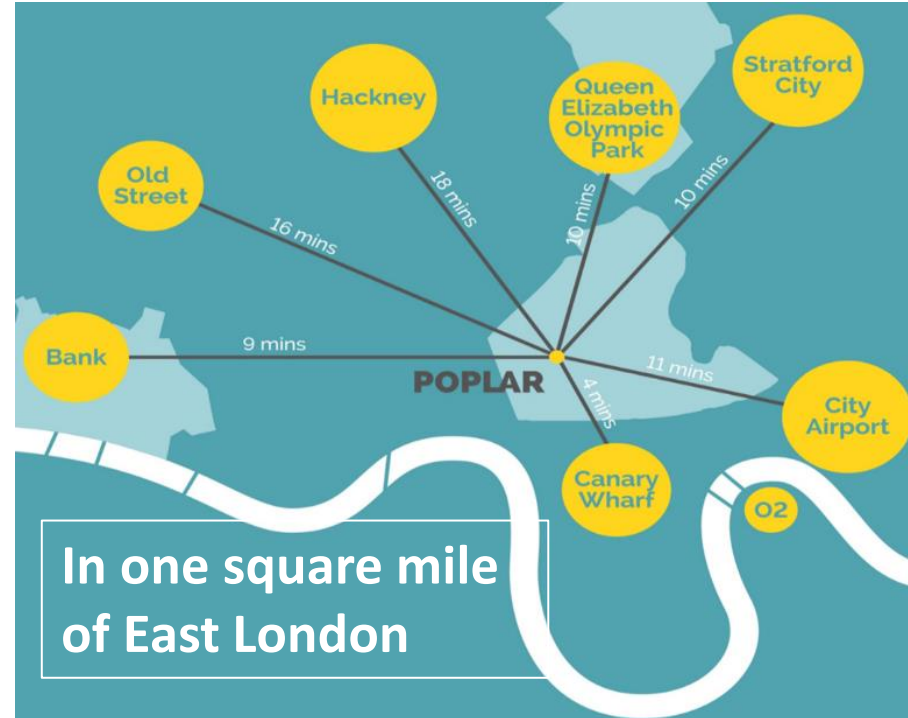 Hackney
Queen
Elizabeth
Olympic
Park
Stratford
City
Old
Street
18 mins
10 mins
10 mins
16 mins
Bank
9 mins
POPLAR
11 mins
4 mins
City
Airport
Canary
Wharf
O2
In one square mile
of East London